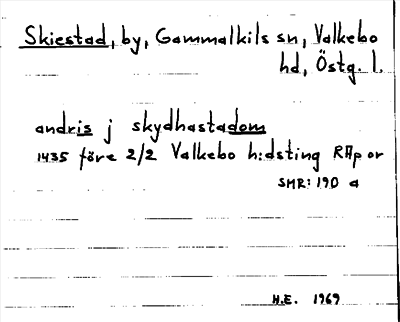 Skiestad, by, Gammalkils sn, Valkebo
hd, Östg. l.
andris j skydhastadom
1435 före 2/2 Valkebo h:dsting RAp or
SMR: 190 a
H.E. 1969